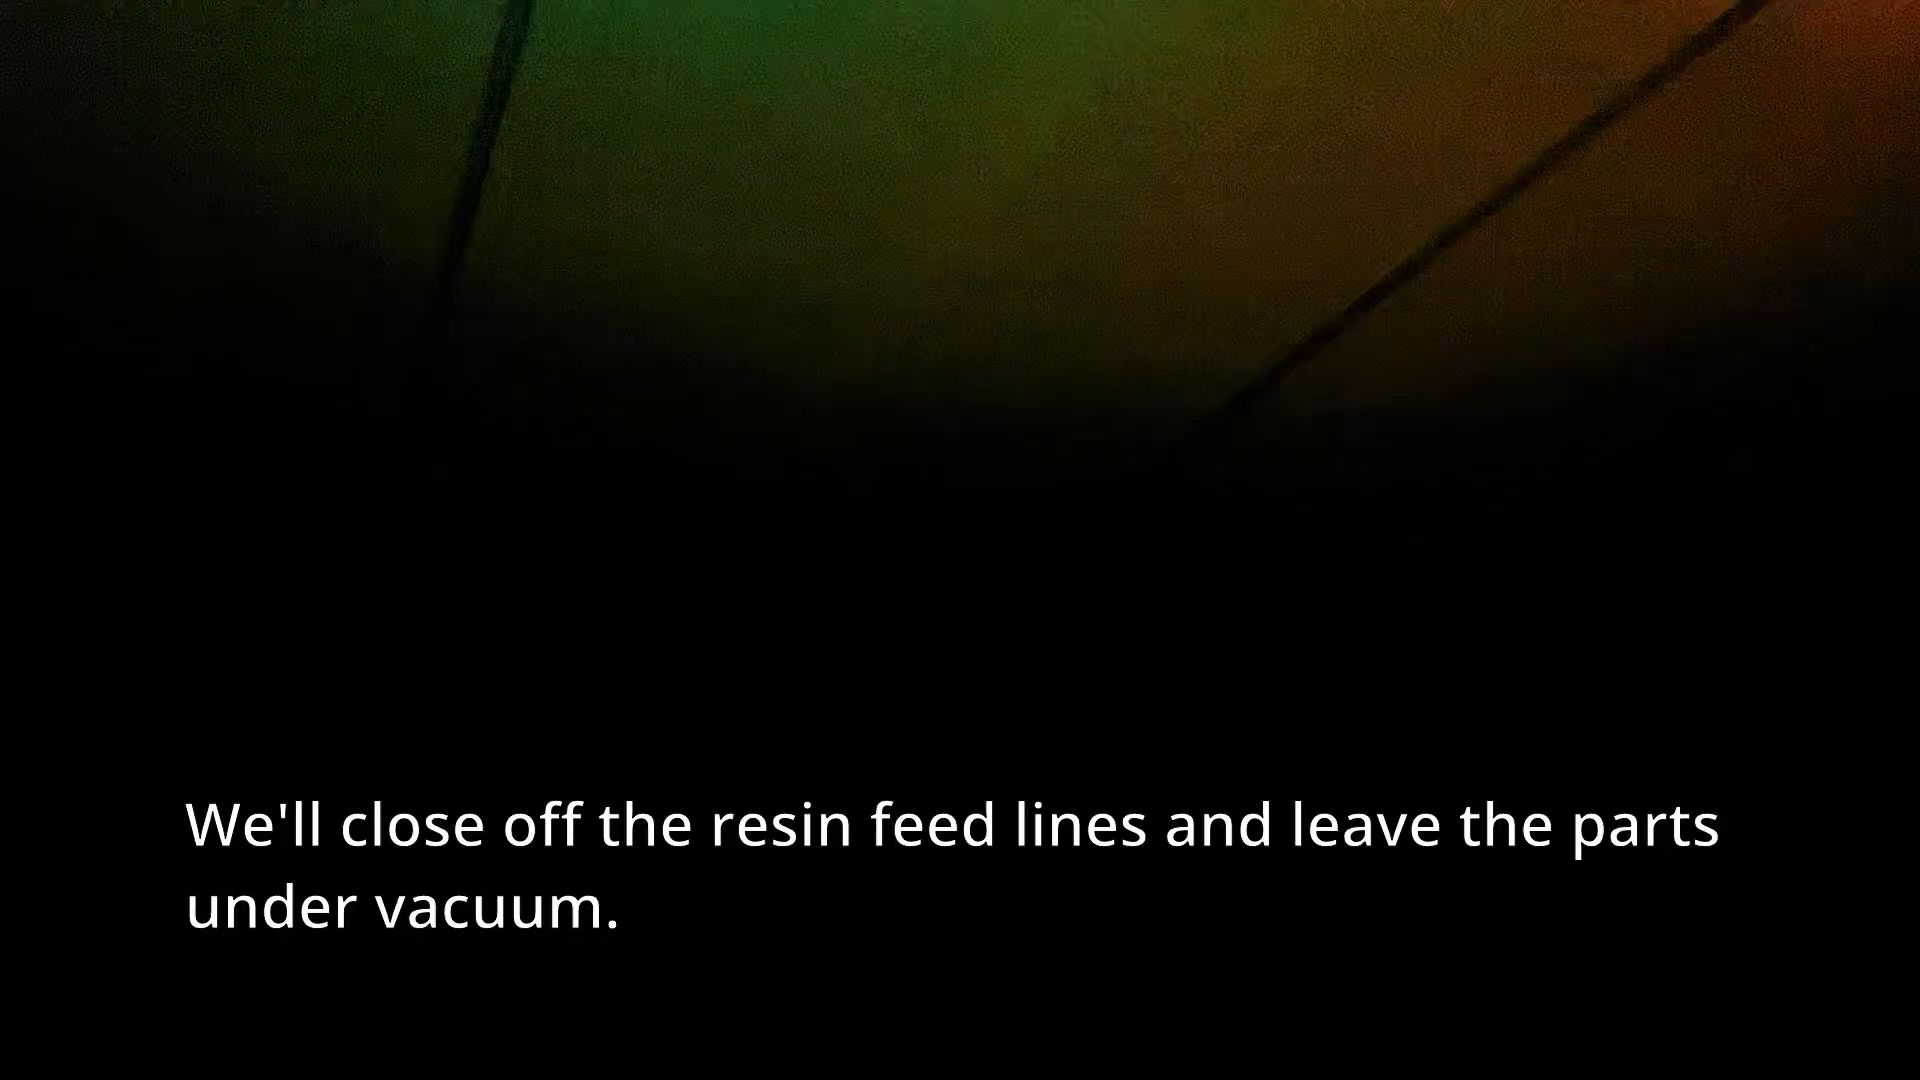 We'll close off the resin feed lines and leave the parts
under vacuum.